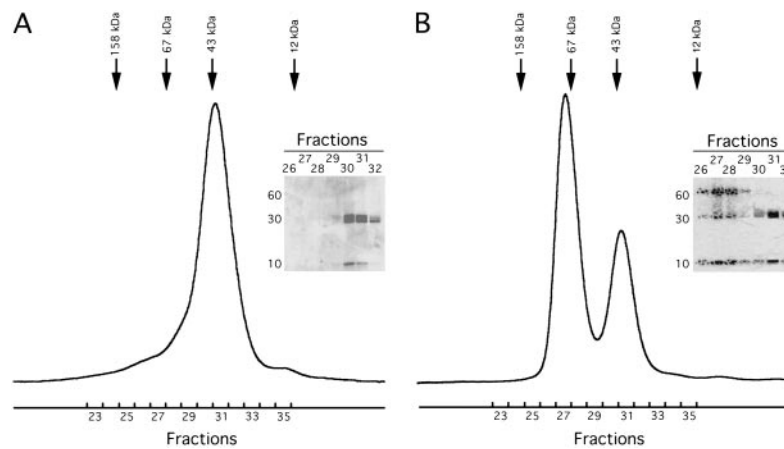 A
158 kDa
67 kDa
43 kDa
12 kDa
Fractions
27 29 31
26 28 30 32
60
30
10
23 25 27 29 31 33 35
Fractions
B
158 kDa
67 kDa
43 kDa
12 kDa
Fractions
27 29 31
26 28 30
60
30
10
23 25 27 29 31 33 35
Fractions